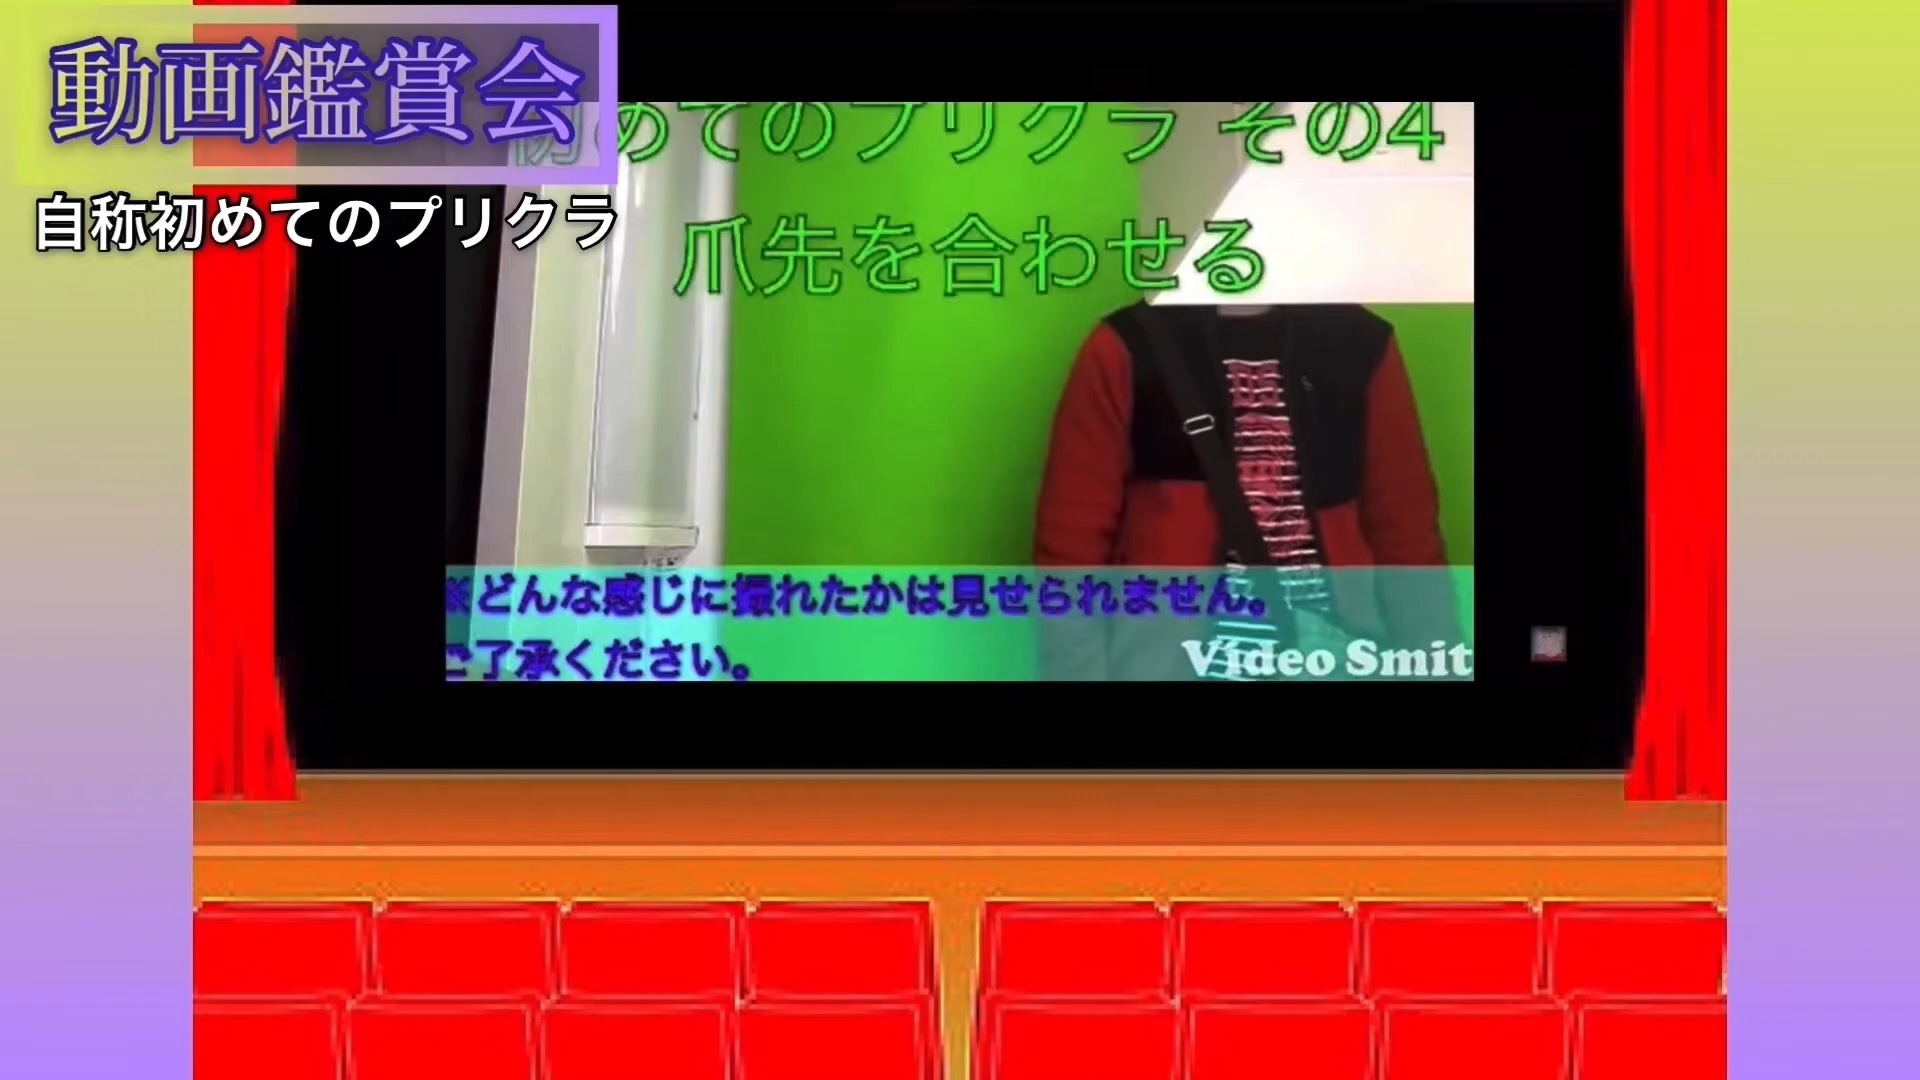 動画鑑賞会
自称初めてのプリクラ
初めてのプリクラ その4
爪先を合わせる
※どんな感じに撮れたかは見せられません。
ご了承ください。
Video Smit